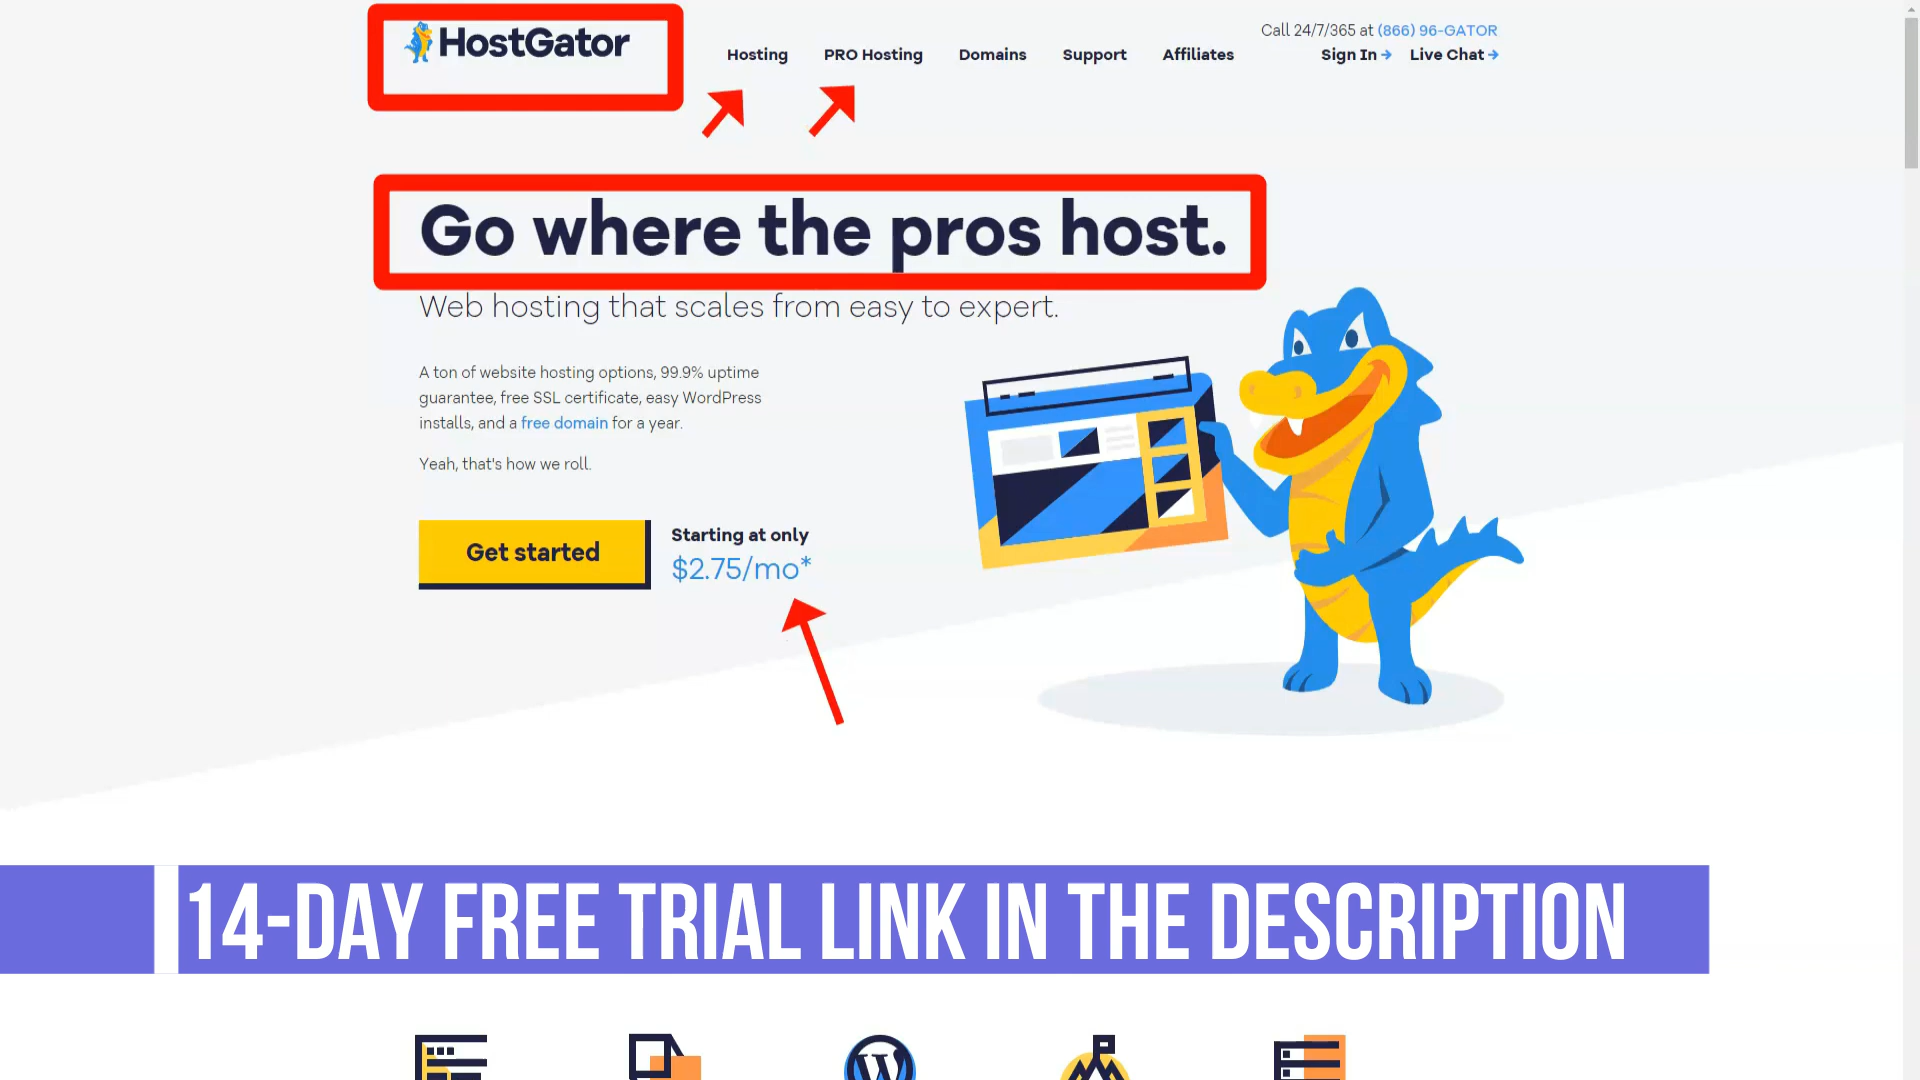 HostGator
Hosting
PRO Hosting
Domains
Support
Affiliates
Call 24/7/365 at (866) 96-GATOR
Sign In
Live Chat
Go where the pros host.
Web hosting that scales from easy to expert.
A ton of website hosting options, 99.9% uptime
guarantee, free SSL certificate, easy WordPress
installs, and a free domain for a year.
Yeah, that's how we roll.
Get started
Starting at only
$2.75/mo*
14-DAY FREE TRIAL LINK IN THE DESCRIPTION